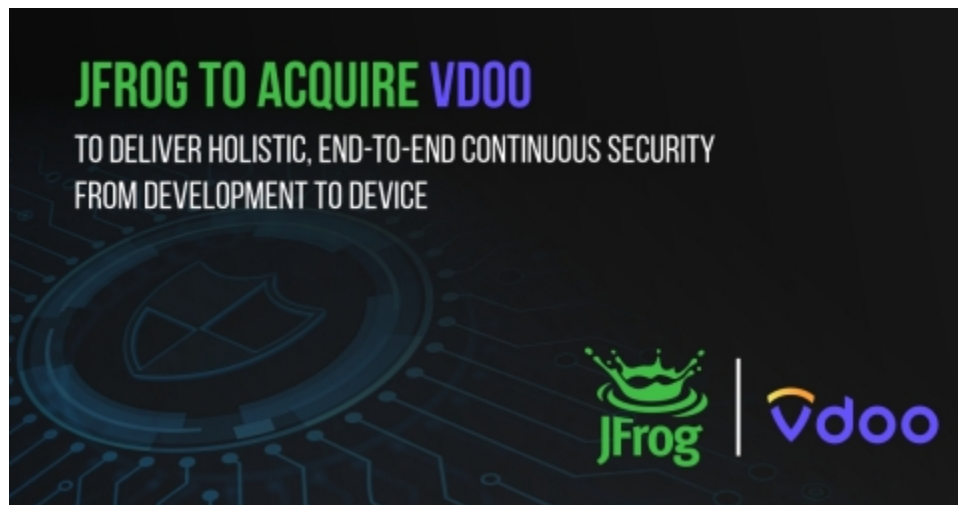 JFROG TO ACQUIRE VDOO
TO DELIVER HOLISTIC, END-TO-END CONTINUOUS SECURITY
FROM DEVELOPMENT TO DEVICE
JFrog
vdoo